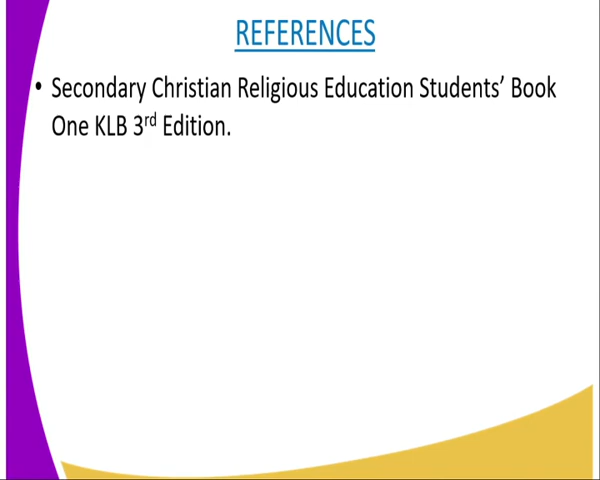 REFERENCES
• Secondary Christian Religious Education Students’ Book
One KLB 3rd Edition.